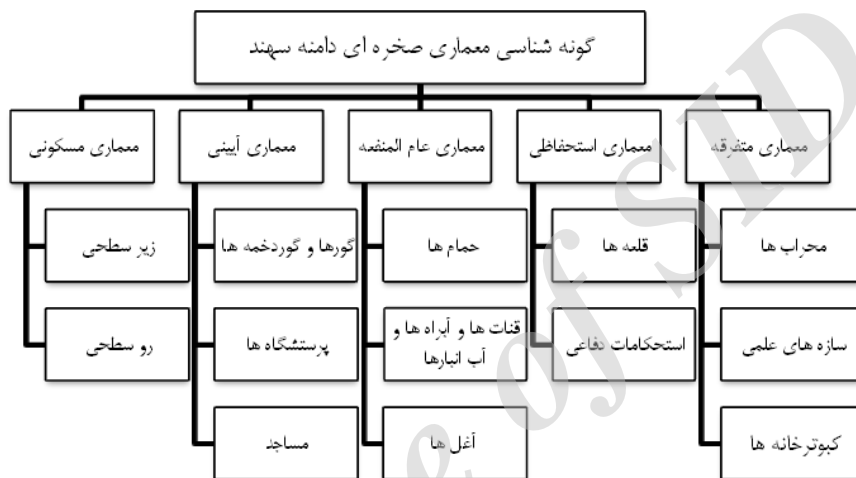 گونه شناسی معماری صخره ای دامنه سهند
معماری مسکونی
معماری آیینی
معماری عام المنفعه
معماری استحفاظی
معماری متفرقه
زیر سطحی
گورها و گوردخمه ها
حمام ها
قلعه ها
محراب ها
رو سطحی
پرستشگاه ها
قنات ها و آبراه ها و
آب انبارها
استحکامات دفاعی
سازه های علمی
مساجد
آغل ها
کبوترخانه ها
e of SID